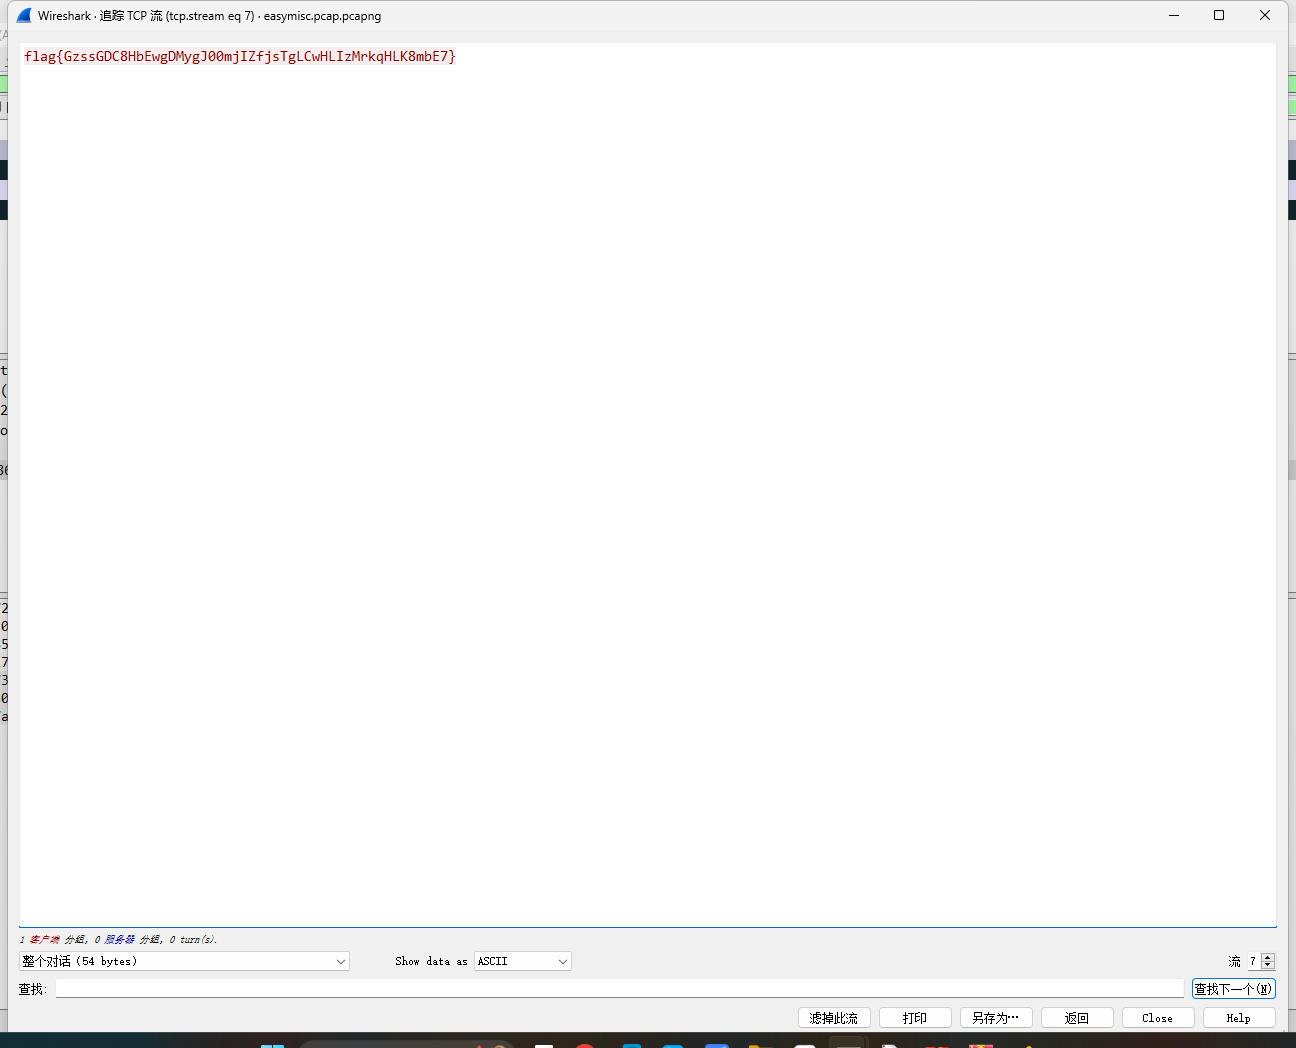 Wireshark · 追踪 TCP 流 (tcp.stream eq 7) · easymisc.pcap.pcapng
flag{GzssGDC8HbEwgDMygJ00mjIZfjsTgLCwHLIzMrkqHLK8mbE7}
1 客户端 分组, 0 服务器 分组, 0 turn(s).
整个对话 (54 bytes)
Show data as ASCII
流 7
查找:
查找下一个(N)
滤掉此流
打印
另存为…
返回
Close
Help